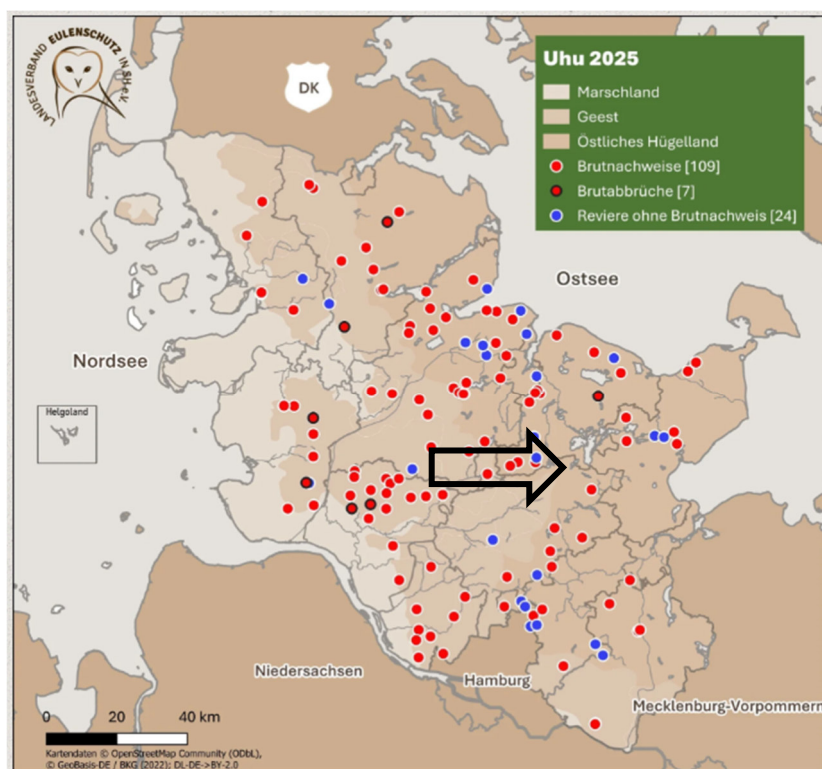 LANDESVERBAND EULENSCHUTZ IN SH e.V.
DK
Uhu 2025
Marschland
Geest
Östliches Hügelland
Brutnachweise [109]
Brutabbrüche [7]
Reviere ohne Brutnachweis [24]
Ostsee
Nordsee
Helgoland
Niedersachsen
Hamburg
Mecklenburg-Vorpommern
0 20 40 km
Kartendaten © OpenStreetMap Community (ODbL),
© GeoBasis-DE / BKG (2022); DL-DE->BY-2.0